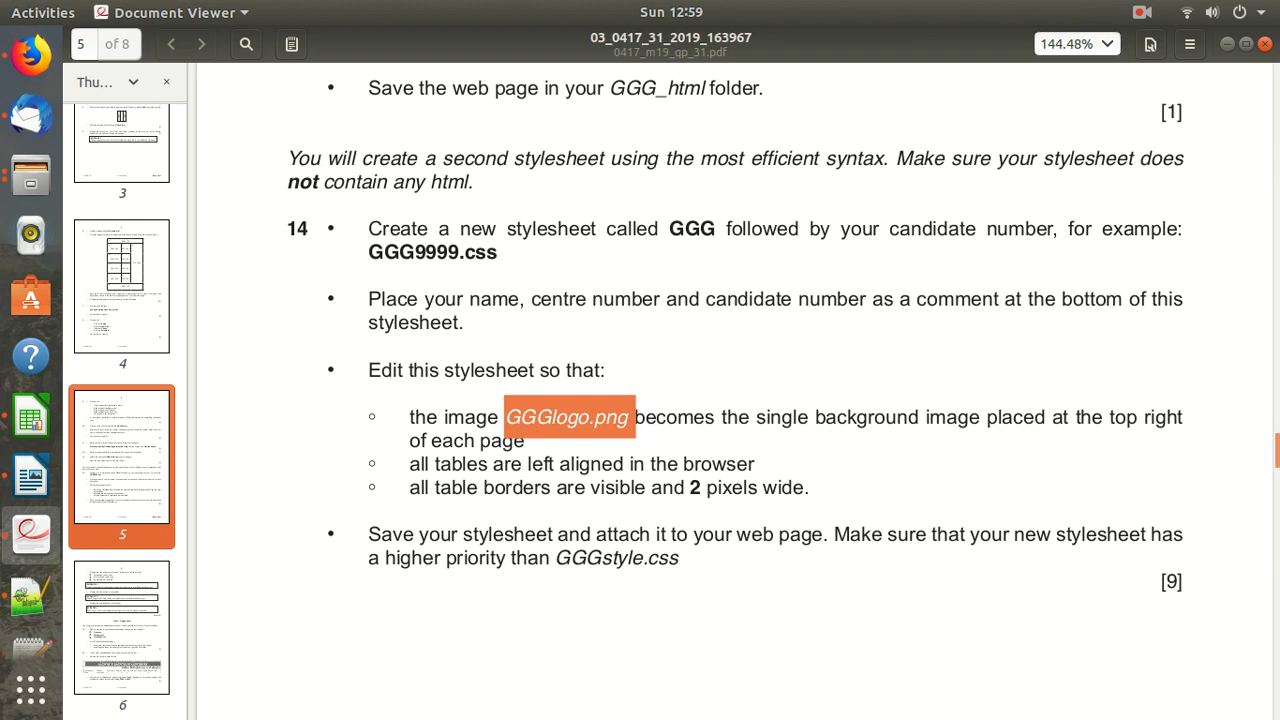 Activities Document Viewer Sun 12:59
5 of 8 03_0417_31_2019_163967 144.48%
0417_m19_qp_31.pdf
Thu...
3
4
5
6
• Save the web page in your GGG_html folder.
[1]
You will create a second stylesheet using the most efficient syntax. Make sure your stylesheet does
not contain any html.
14 • Create a new stylesheet called GGG followed by your candidate number, for example:
GGG9999.css
• Place your name, centre number and candidate number as a comment at the bottom of this
stylesheet.
• Edit this stylesheet so that:
○ the image GGGlogo.png becomes the single background image placed at the top right
of each page
○ all tables are left aligned in the browser
○ all table borders are visible and 2 pixels wide.
• Save your stylesheet and attach it to your web page. Make sure that your new stylesheet has
a higher priority than GGGstyle.css
[9]